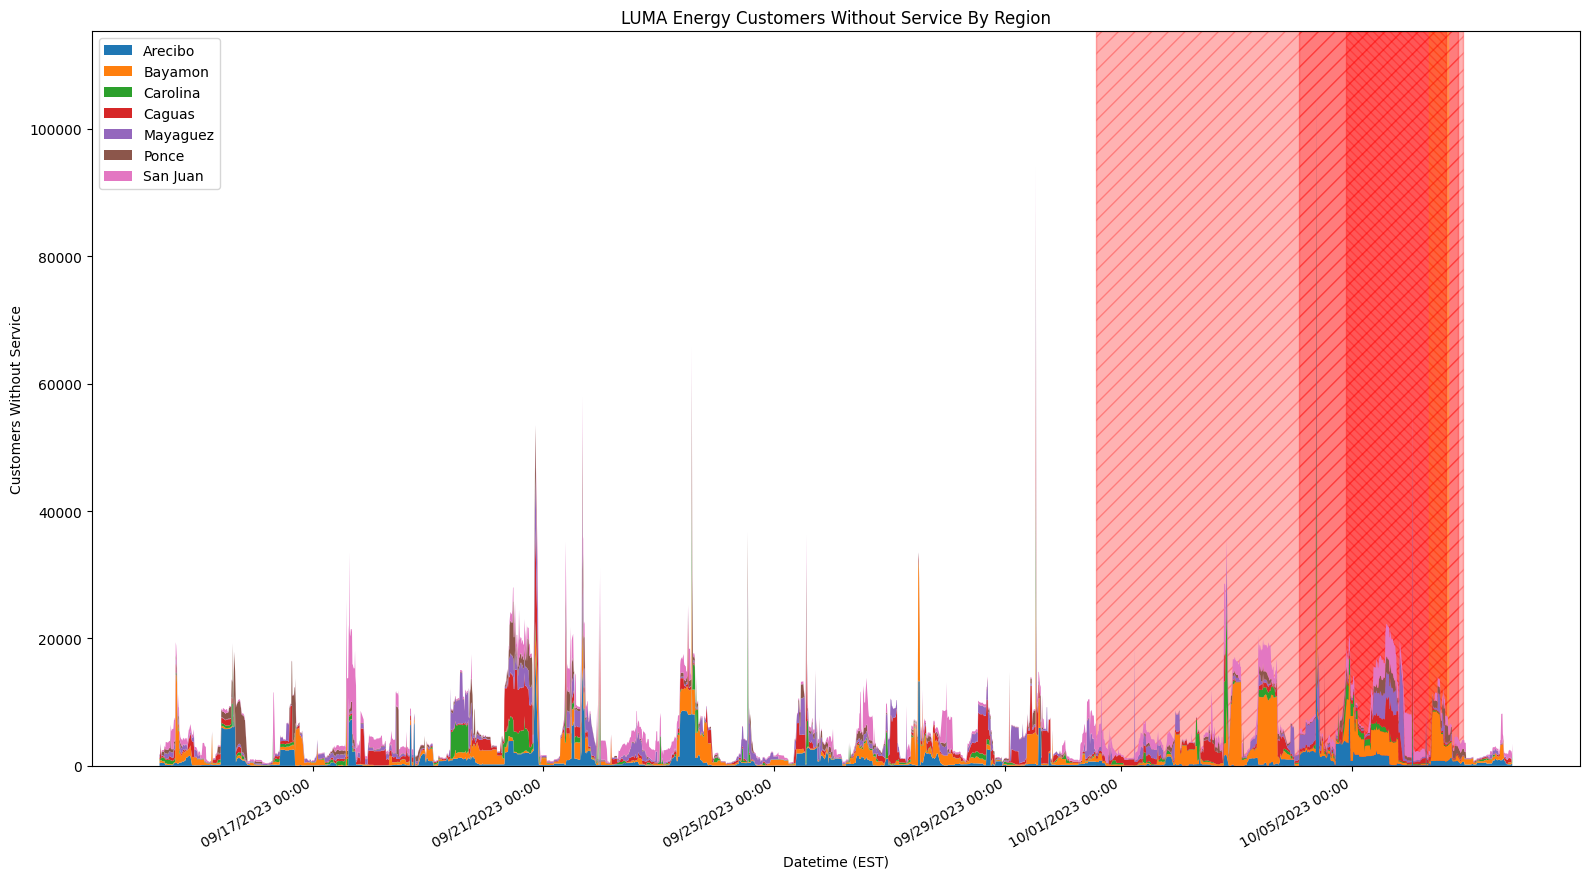 LUMA Energy Customers Without Service By Region
Arecibo
Bayamon
Carolina
Caguas
Mayaguez
Ponce
San Juan
100000
80000
60000
40000
20000
0
Customers Without Service
09/17/2023 00:00
09/21/2023 00:00
09/25/2023 00:00
09/29/2023 00:00
10/01/2023 00:00
10/05/2023 00:00
Datetime (EST)